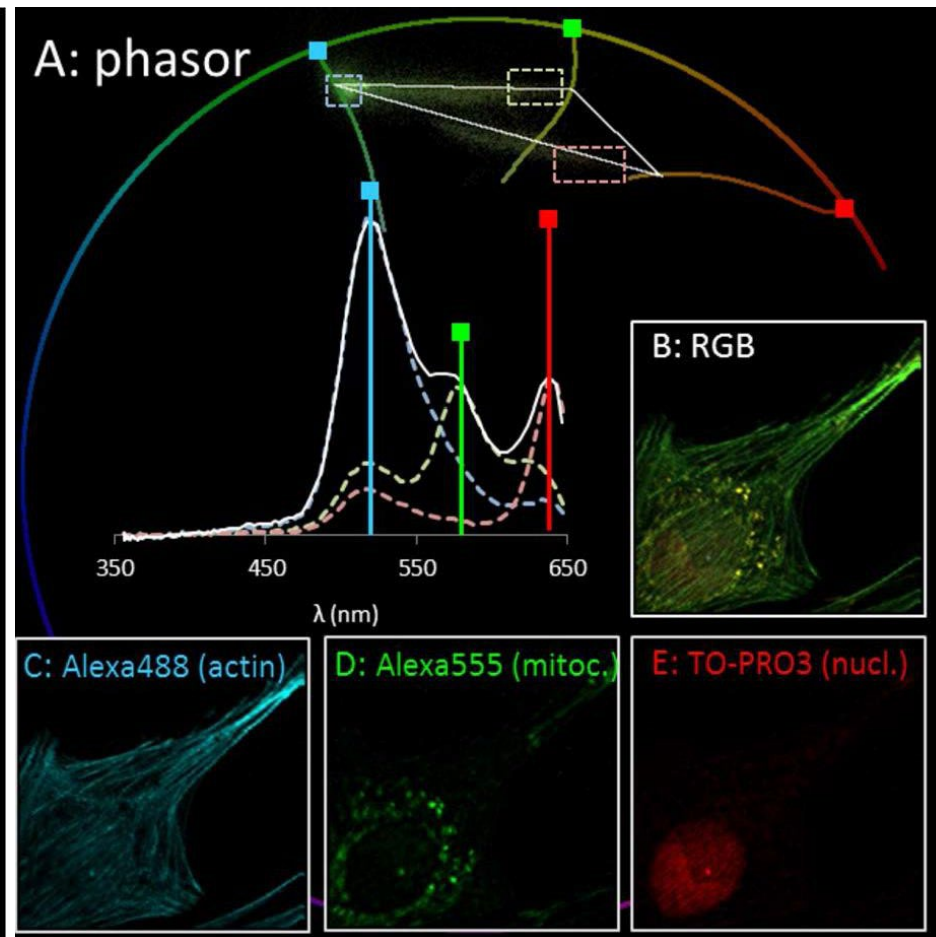 A: phasor
B: RGB
350 450 550 650
λ (nm)
C: Alexa488 (actin)
D: Alexa555 (mitoc.)
E: TO-PRO3 (nucl.)